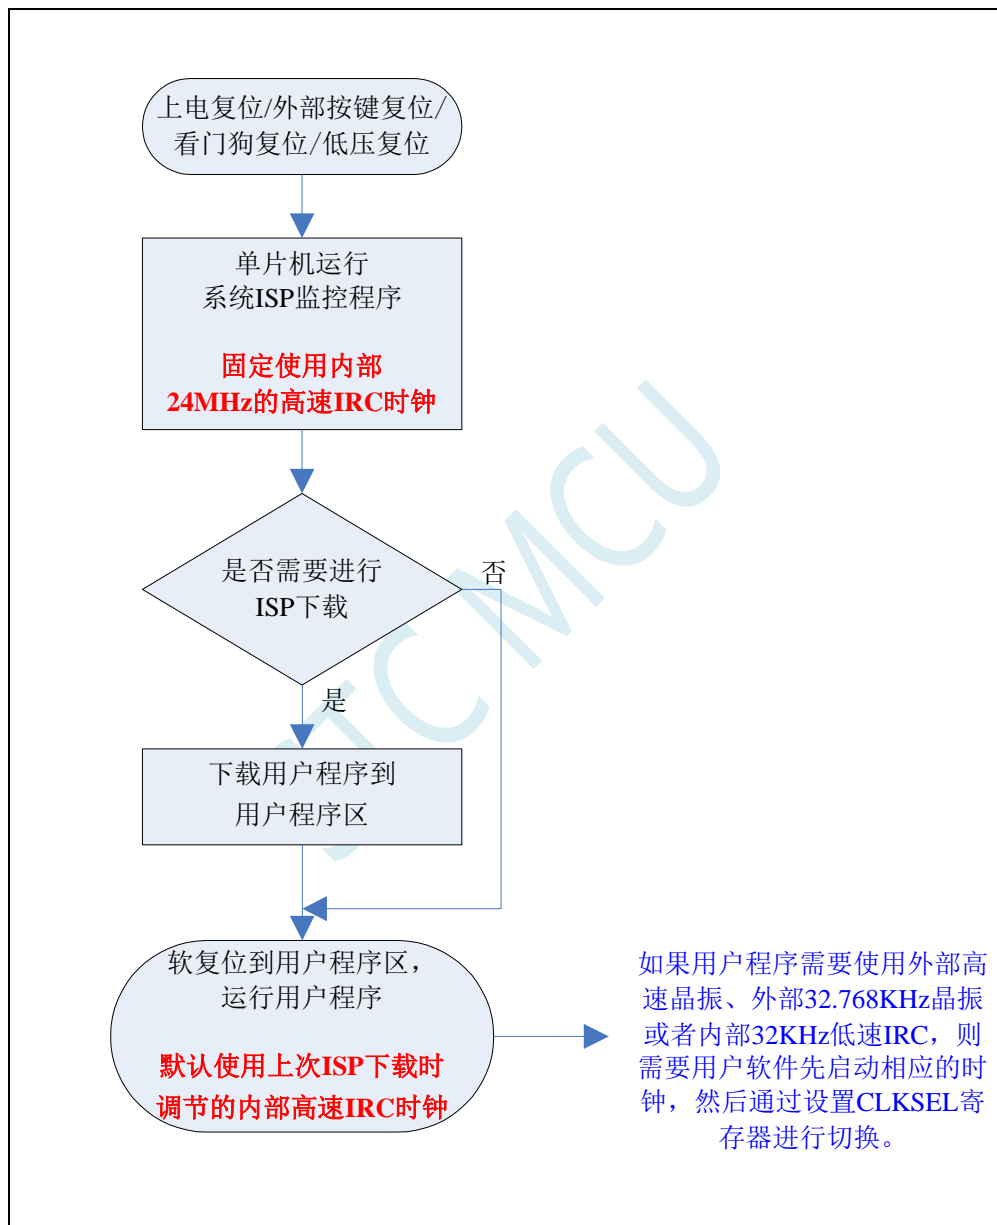 上电复位/外部按键复位/
看门狗复位/低压复位
单片机运行
系统ISP监控程序
固定使用内部
24MHz的高速IRC时钟
是否需要进行
ISP下载
否
是
下载用户程序到
用户程序区
软复位到用户程序区，
运行用户程序
默认使用上次ISP下载时
调节的内部高速IRC时钟
如果用户程序需要使用外部高
速晶振、外部32.768KHz晶振
或者内部32KHz低速IRC，则
需要用户软件先启动相应的时
钟，然后通过设置CLKSEL寄
存器进行切换。
STC MCU